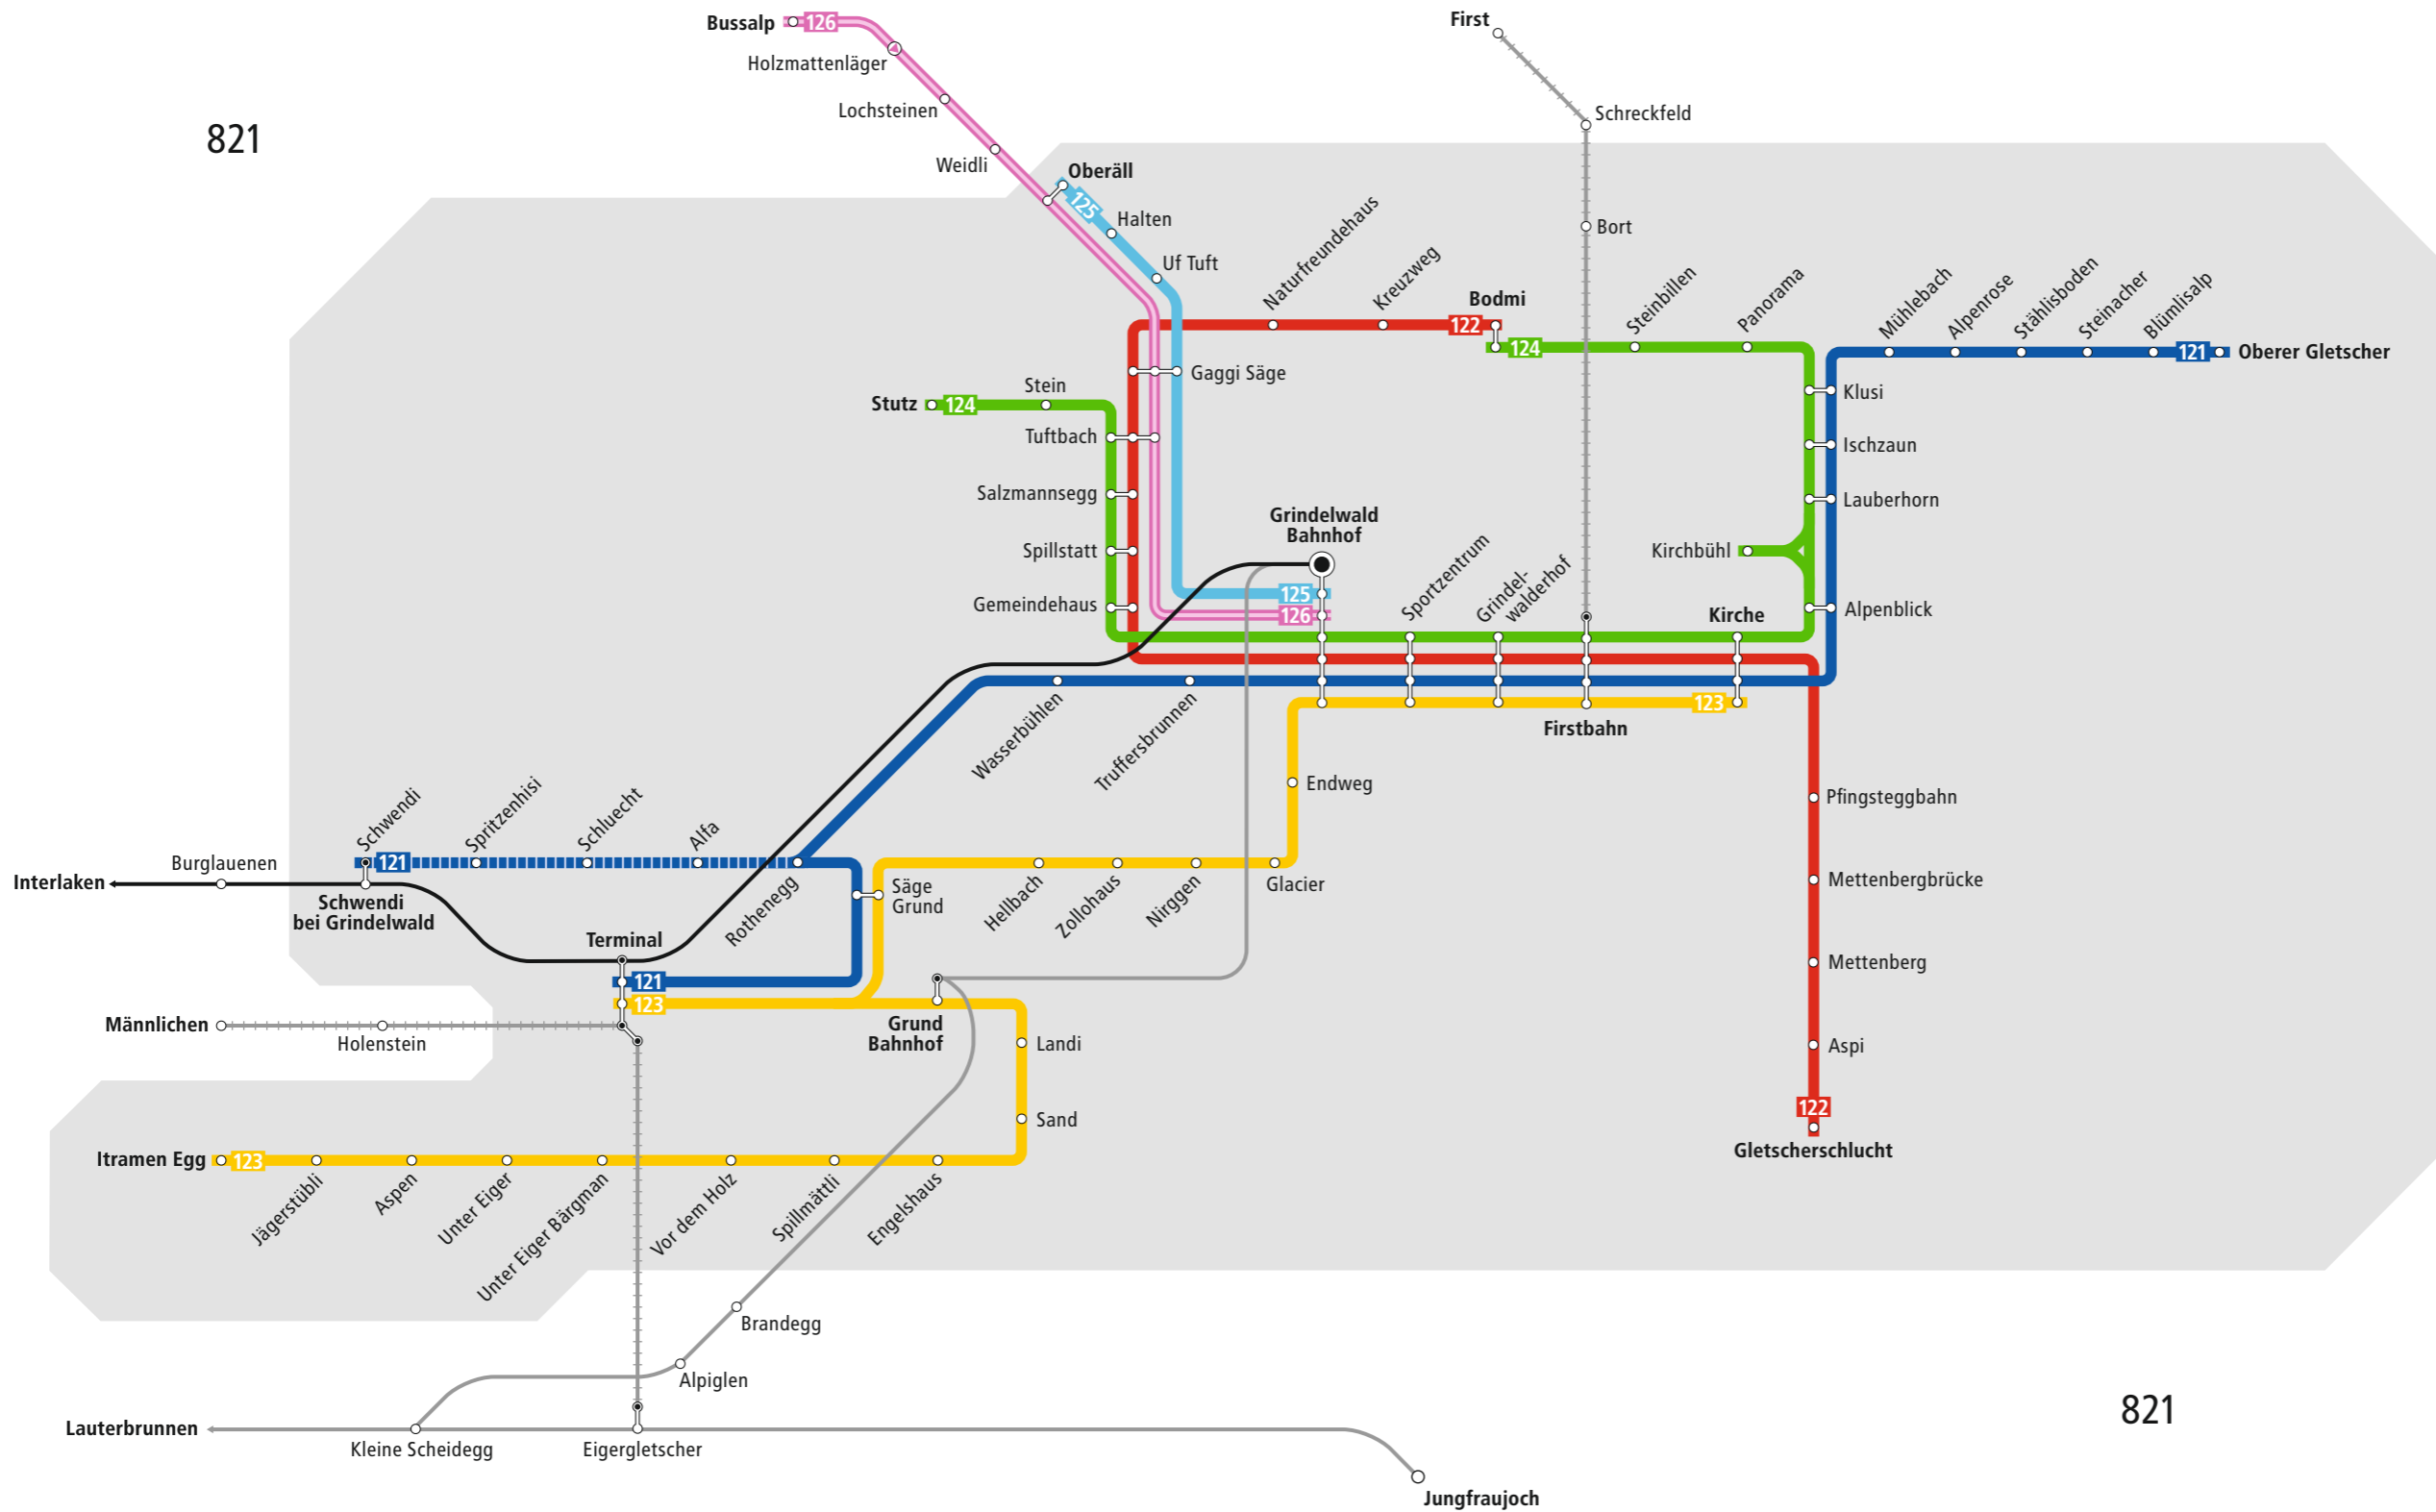 Bussalp
126
Holzmattenläger
Lochsteinen
Weidli
821
First
Schreckfeld
Bort
Oberäll
125
Halten
Uf Tuft
Naturfreundehaus
Kreuzweg
122
Bodmi
124
Steinbillen
Panorama
Mühlebach
Alpenrose
Stählisboden
Steinacher
Blümlisalp
121
Oberer Gletscher
Gaggi Säge
Klusi
Stutz
124
Stein
Tuftbach
Ischzaun
Salzmannsegg
Lauberhorn
Spillstatt
Kirchbühl
Gemeindehaus
Alpenblick
Grindelwald
Bahnhof
125
126
Sportzentrum
Grindel-
walderhof
Kirche
Wasserbühlen
Truffersbrunnen
Firstbahn
123
Endweg
Pfingsteggbahn
Schwendi
121
Spritzenhisi
Schluecht
Alfa
Rothenegg
Burglauenen
Interlaken
Schwendi
bei Grindelwald
Säge
Grund
Hellbach
Zollohaus
Nirggen
Glacier
Mettenbergbrücke
Terminal
121
123
Mettenberg
Männlichen
Holenstein
Grund
Bahnhof
Landi
Aspi
Sand
122
Gletscherschlucht
Itramen Egg
123
Jägerstübli
Aspen
Unter Eiger
Unter Eiger Bärgman
Vor dem Holz
Spillmättli
Engelshaus
Brandegg
Alpiglen
Lauterbrunnen
Kleine Scheidegg
Eigergletscher
Jungfraujoch
821